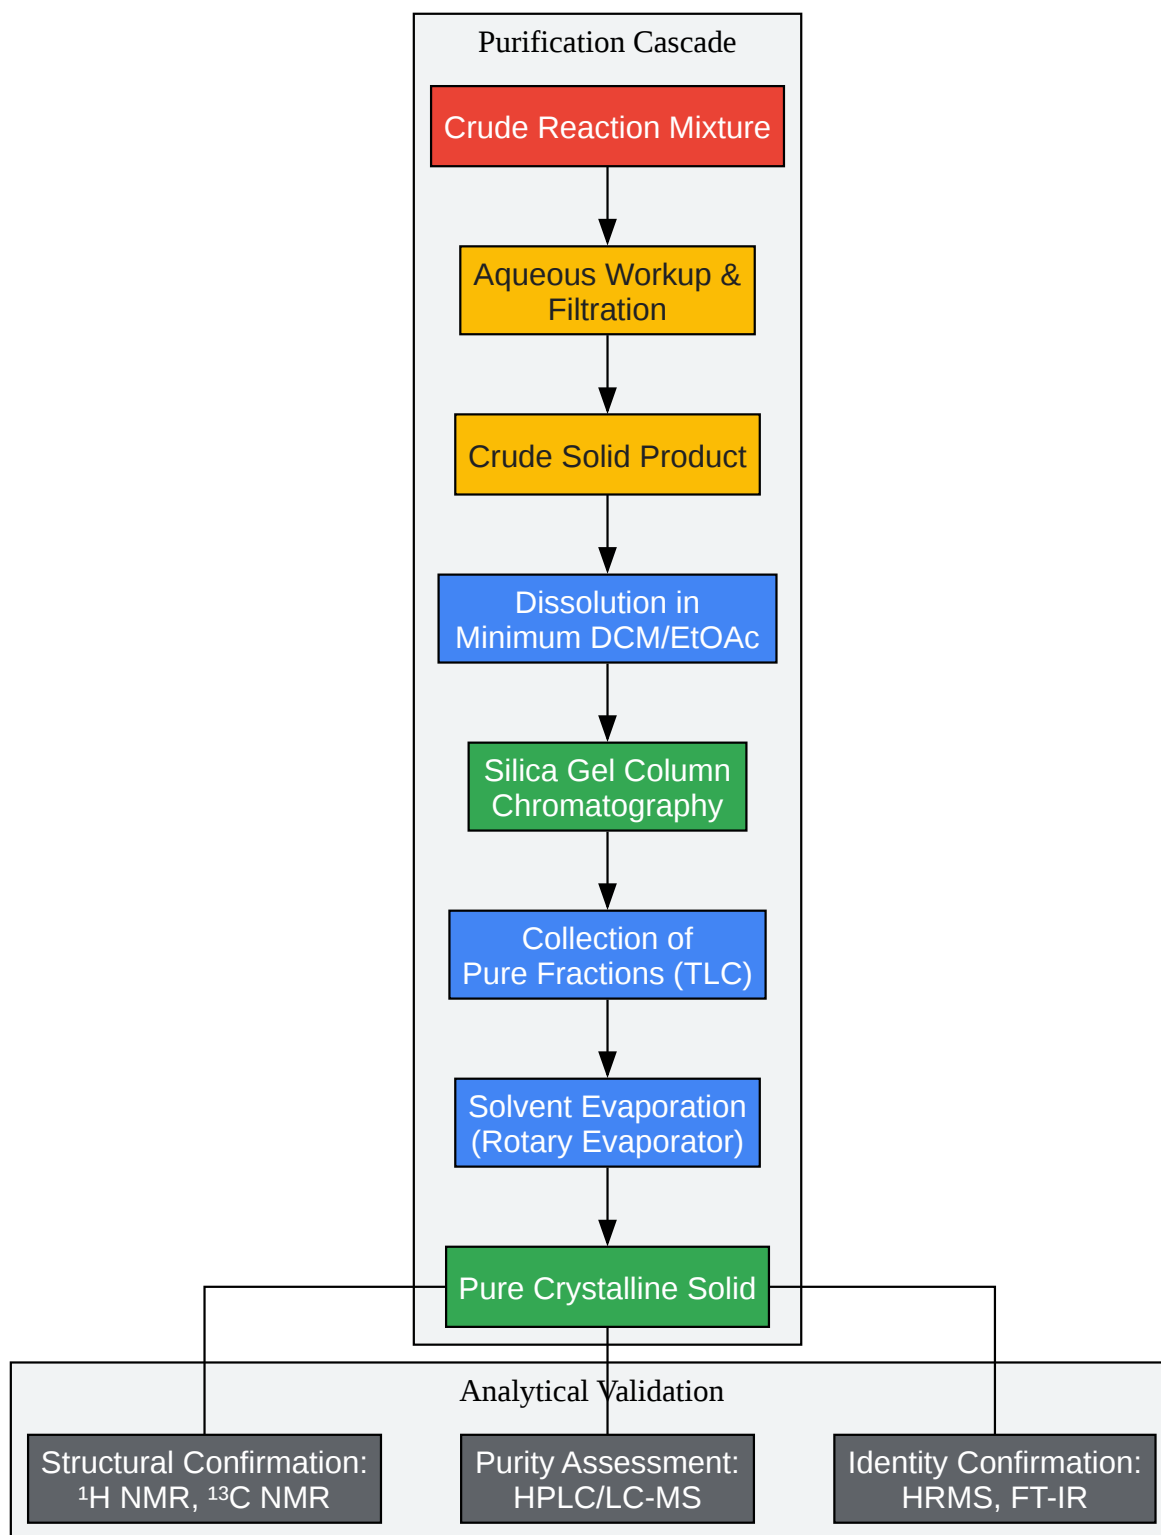 Purification Cascade
Crude Reaction Mixture
Aqueous Workup &
Filtration
Crude Solid Product
Dissolution in
Minimum DCM/EtOAc
Silica Gel Column
Chromatography
Collection of
Pure Fractions (TLC)
Solvent Evaporation
(Rotary Evaporator)
Pure Crystalline Solid
Analytical Validation
Structural Confirmation:
¹H NMR, ¹³C NMR
Purity Assessment:
HPLC/LC-MS
Identity Confirmation:
HRMS, FT-IR